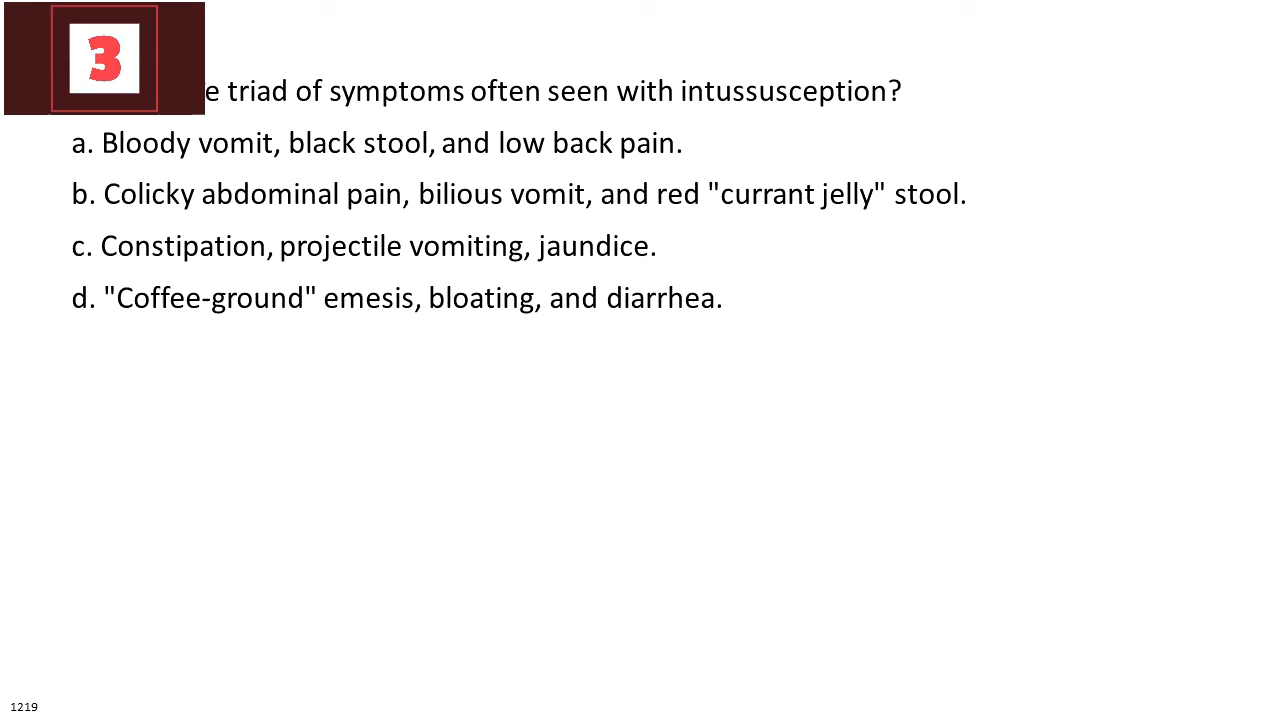 3
e triad of symptoms often seen with intussusception?
a. Bloody vomit, black stool, and low back pain.
b. Colicky abdominal pain, bilious vomit, and red "currant jelly" stool.
c. Constipation, projectile vomiting, jaundice.
d. "Coffee-ground" emesis, bloating, and diarrhea.
1219